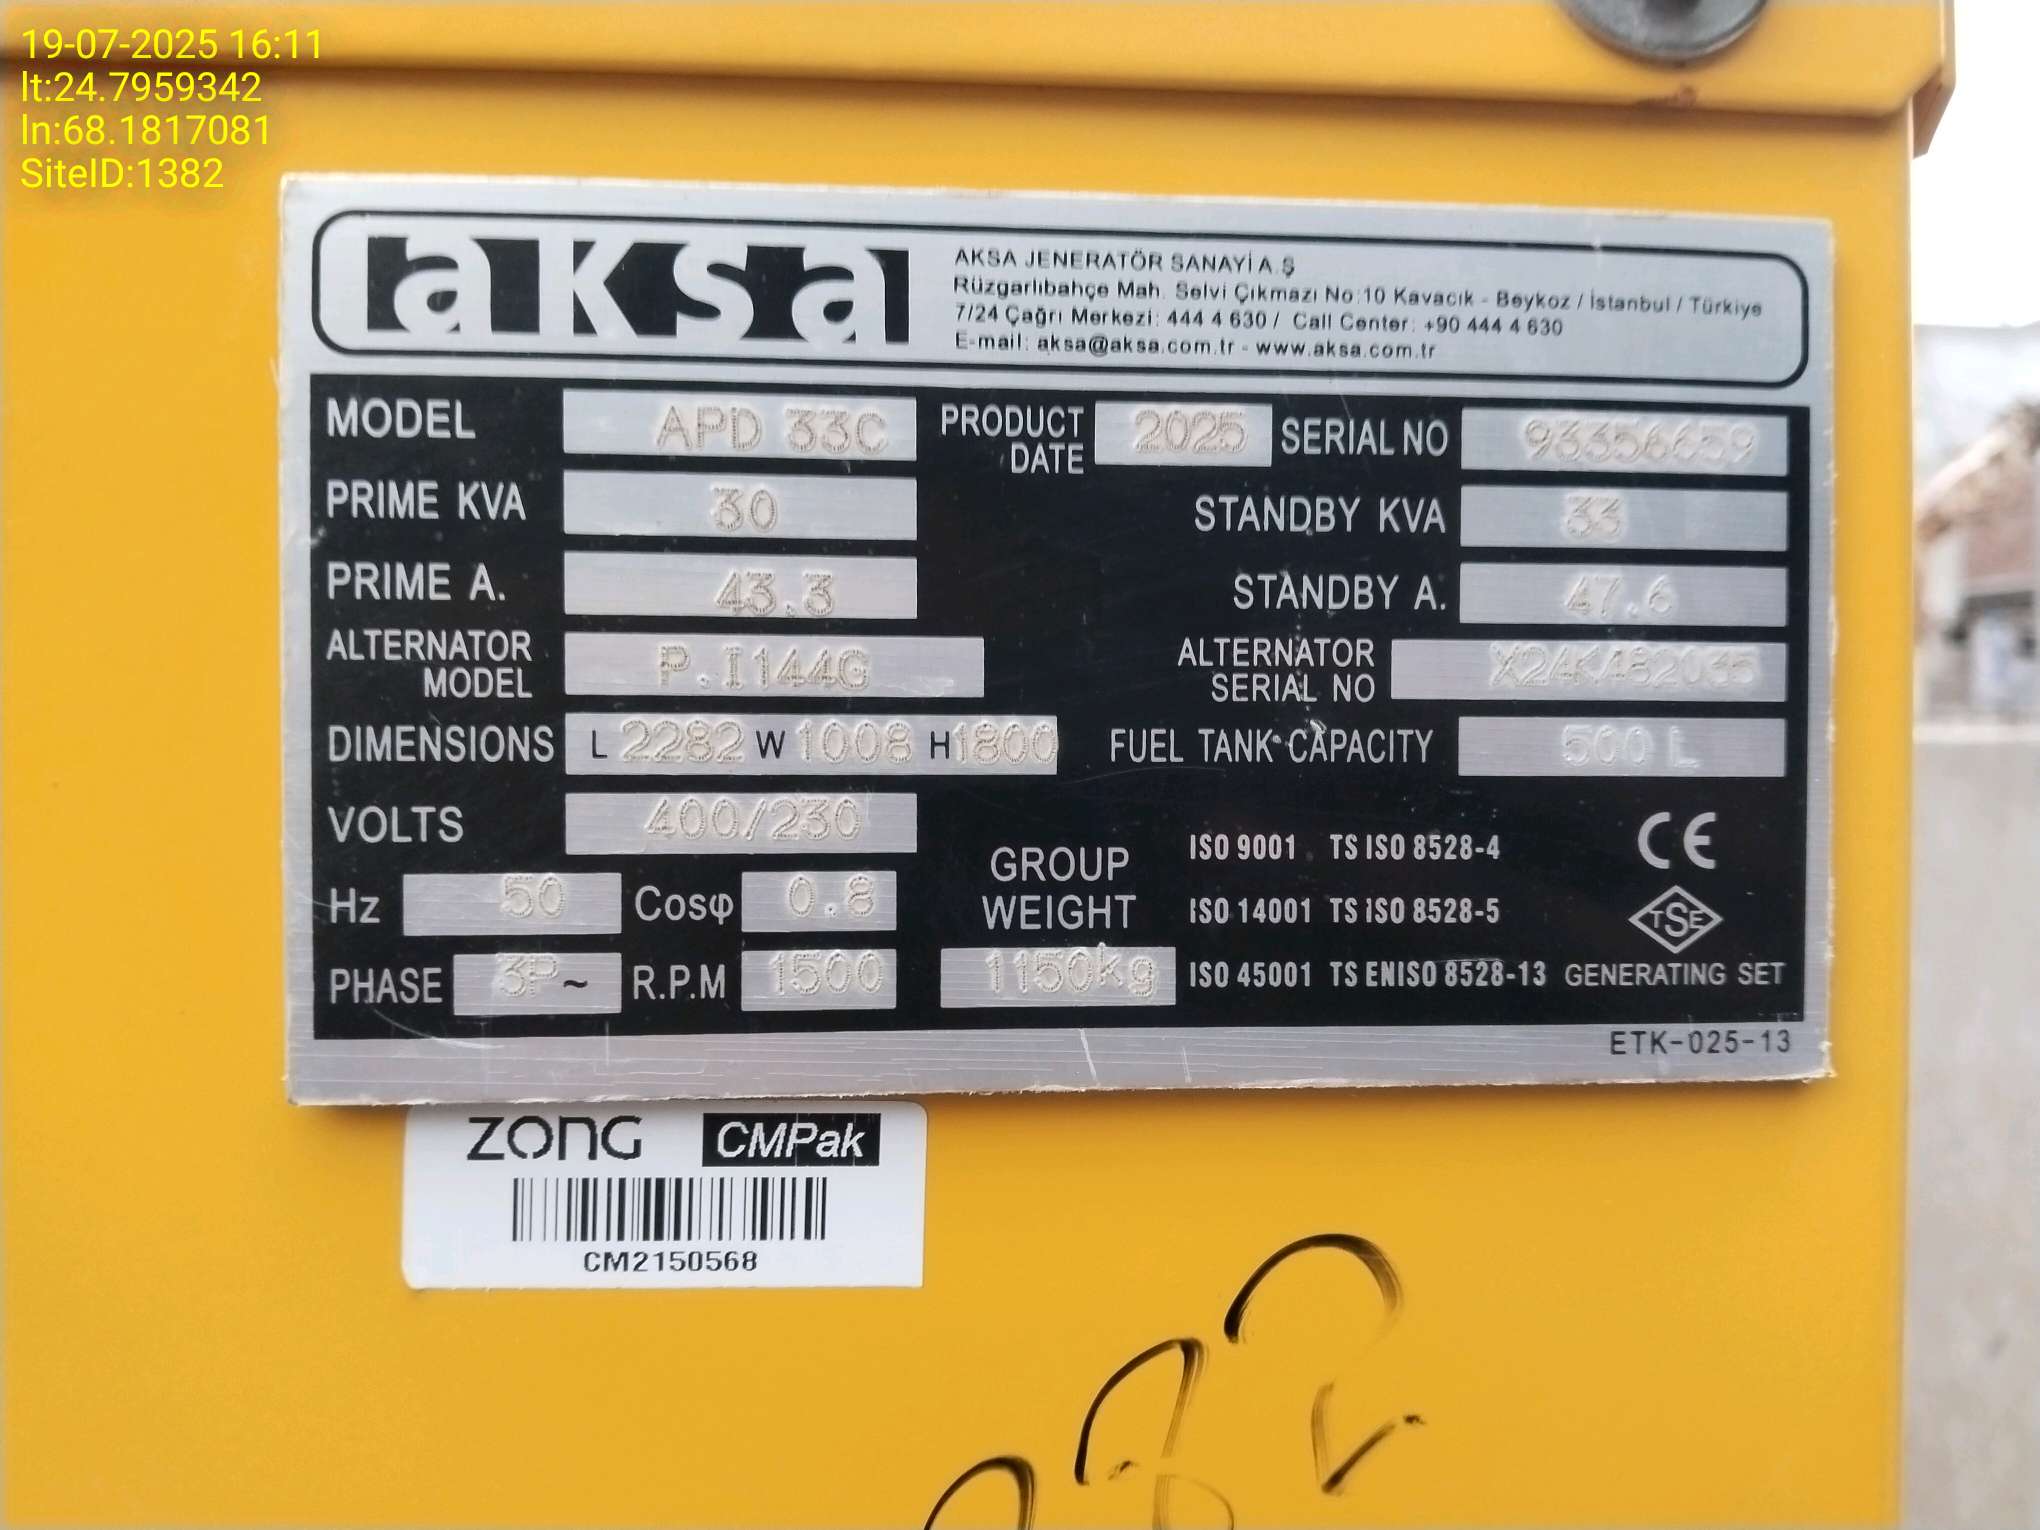 19-07-2025 16:11
lt:24.7959342
ln:68.1817081
SiteID:1382
aksa
AKSA JENERATÖR SANAYİ A.Ş
Rüzgarlıbahçe Mah. Selvi Çıkmazı No:10 Kavacık - Beykoz / İstanbul / Türkiye
7/24 Çağrı Merkezi: 444 4 630 / Call Center: +90 444 4 630
E-mail: aksa@aksa.com.tr - www.aksa.com.tr
MODEL APD 33C PRODUCT DATE 2025 SERIAL NO 93356659
PRIME KVA 30 STANDBY KVA 33
PRIME A. 43.3 STANDBY A. 47.6
ALTERNATOR MODEL P.I144G ALTERNATOR SERIAL NO X24K482035
DIMENSIONS L 2282 W 1008 H 1800 FUEL TANK CAPACITY 500 L
VOLTS 400/230
Hz 50 Cosφ 0.8
PHASE 3P~ R.P.M 1500
GROUP WEIGHT 1150kg
ISO 9001 TS ISO 8528-4
ISO 14001 TS ISO 8528-5
ISO 45001 TS EN ISO 8528-13
CE
TSE
GENERATING SET
ETK-025-13
ZONG CMPak
CM2150568